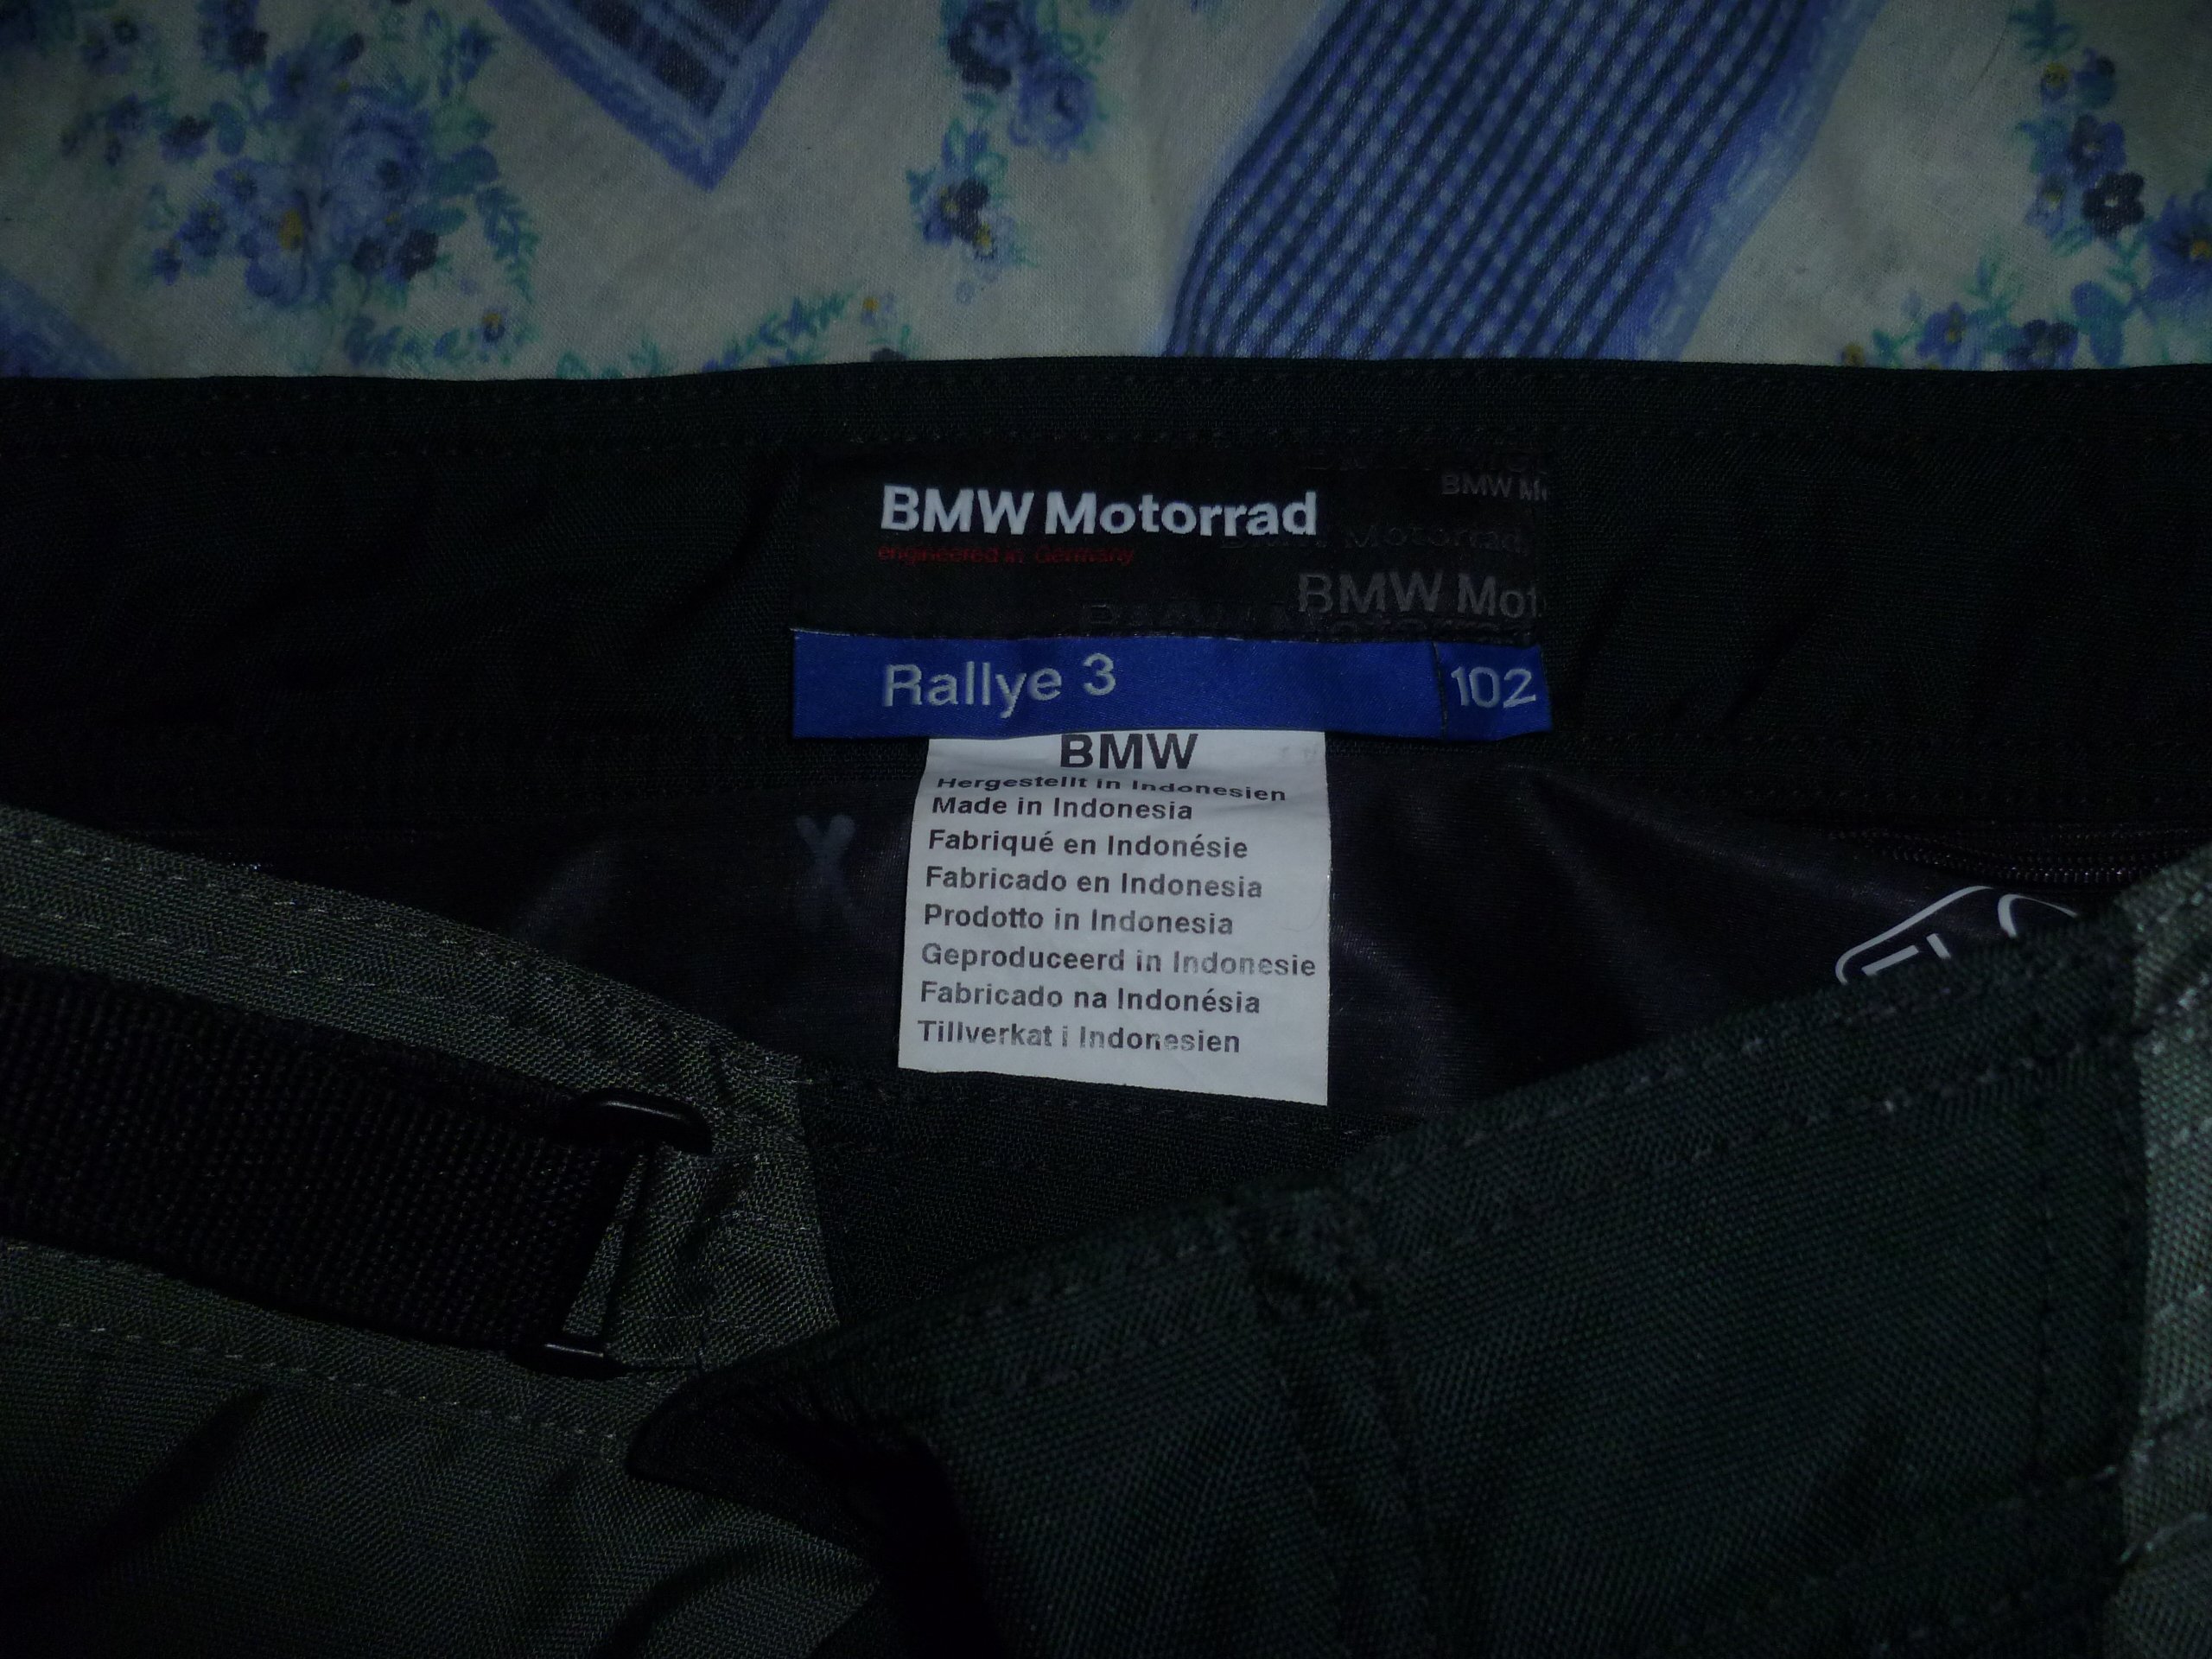 BMW Motorrad
engineered in Germany
BMW Mo
Motorrad
BMW Mot
Rallye 3
102
BMW
Hergestellt in Indonesien
Made in Indonesia
Fabriqué en Indonésie
Fabricado en Indonesia
Prodotto in Indonesia
Geproduceerd in Indonesie
Fabricado na Indonésia
Tillverkat i Indonesien